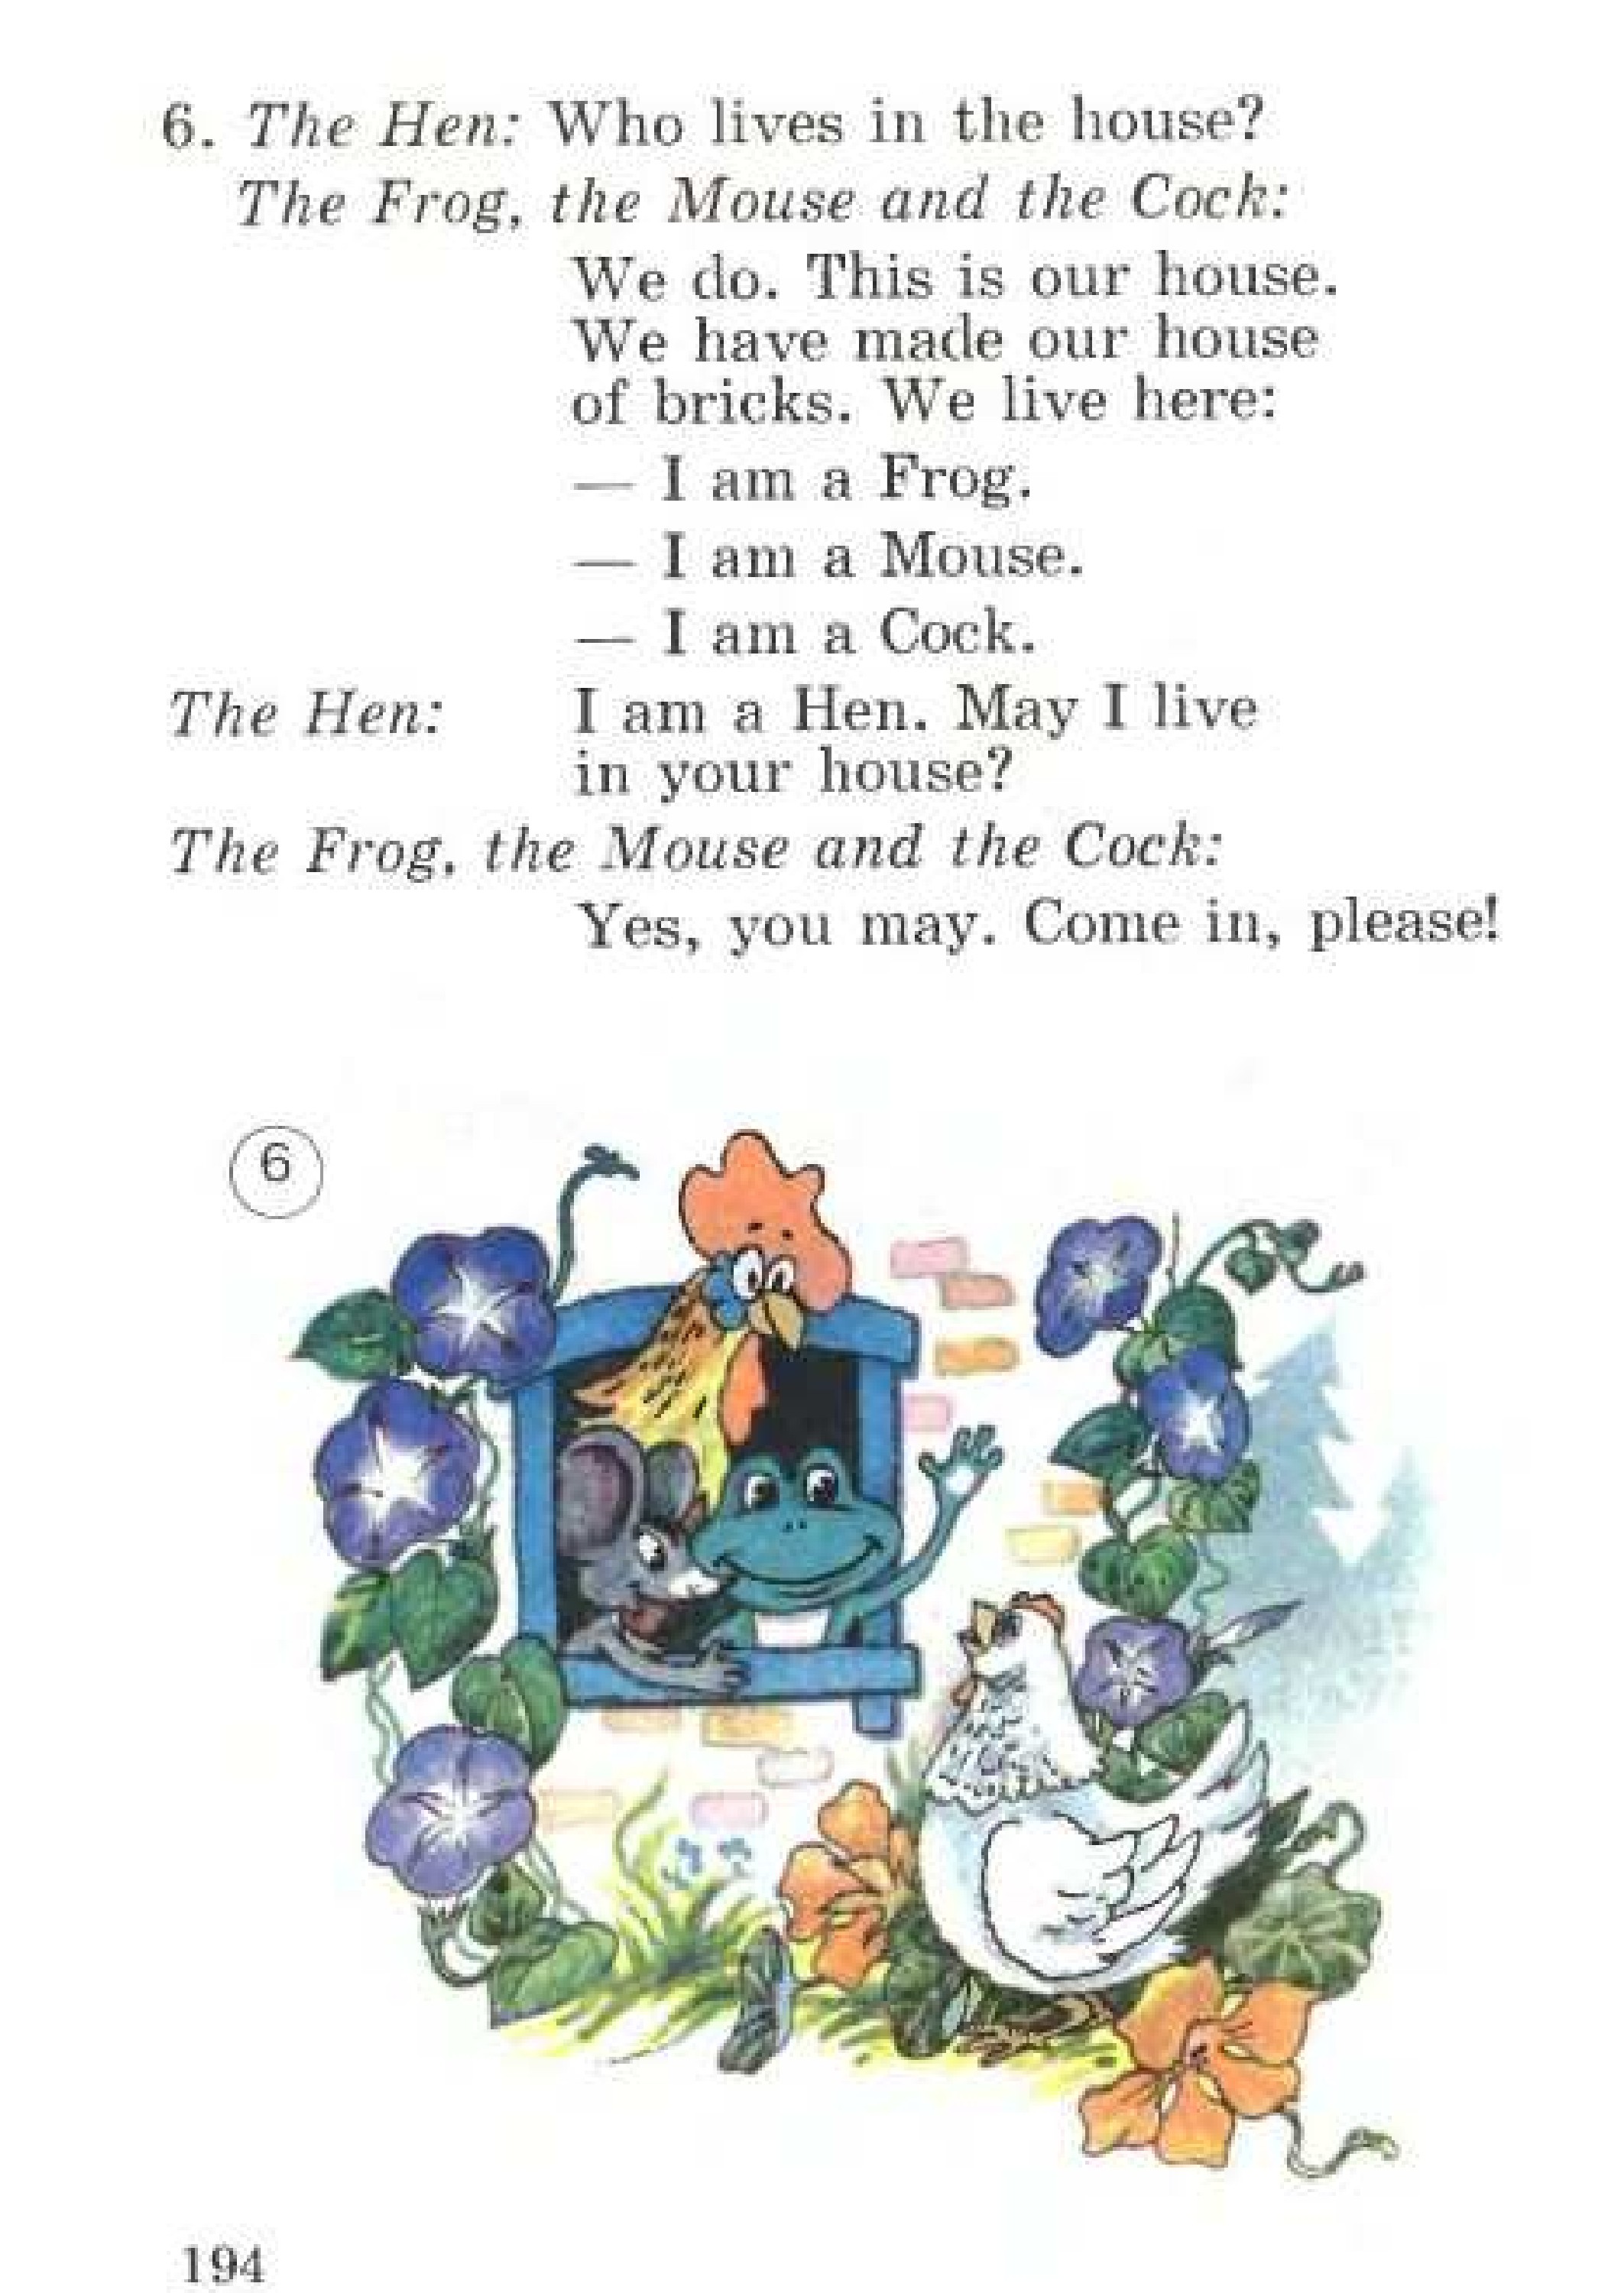 6. The Hen: Who lives in the house?
The Frog, the Mouse and the Cock:
We do. This is our house.
We have made our house
of bricks. We live here:
— I am a Frog.
— I am a Mouse.
— I am a Cock.
The Hen: I am a Hen. May I live
in your house?
The Frog, the Mouse and the Cock:
Yes, you may. Come in, please!
6
194